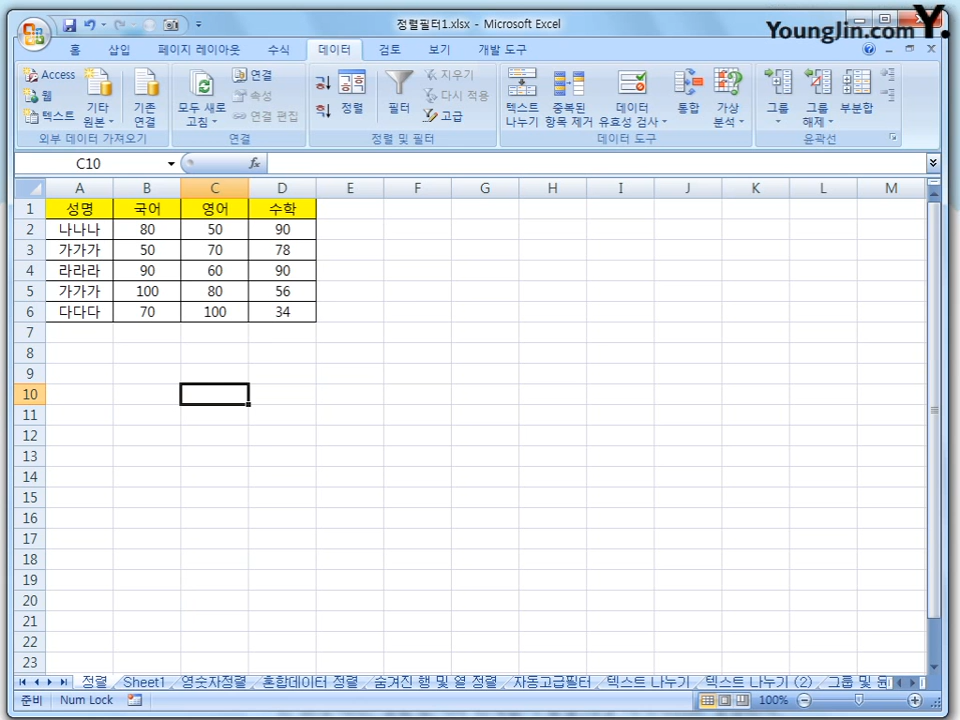 정렬필터1.xlsx - Microsoft Excel
YoungJin.com Y.
홈 삽입 페이지 레이아웃 수식 데이터 검토 보기 개발 도구
Access
웹
텍스트
기타 원본
기존 연결
외부 데이터 가져오기
모두 새로 고침
연결
속성
연결 편집
연결
정렬
필터
지우기
다시 적용
고급
정렬 및 필터
텍스트 나누기
중복된 항목 제거
데이터 유효성 검사
통합
가상 분석
데이터 도구
그룹
그룹 해제
부분합
윤곽선
C10 fx
A B C D E F G H I J K L M
1 성명 국어 영어 수학
2 나나나 80 50 90
3 가가가 50 70 78
4 라라라 90 60 90
5 가가가 100 80 56
6 다다다 70 100 34
7
8
9
10
11
12
13
14
15
16
17
18
19
20
21
22
23
정렬 Sheet1 영숫자정렬 혼합데이터 정렬 숨겨진 행 및 열 정렬 자동고급필터 텍스트 나누기 텍스트 나누기 (2) 그룹 및
준비 Num Lock 100%